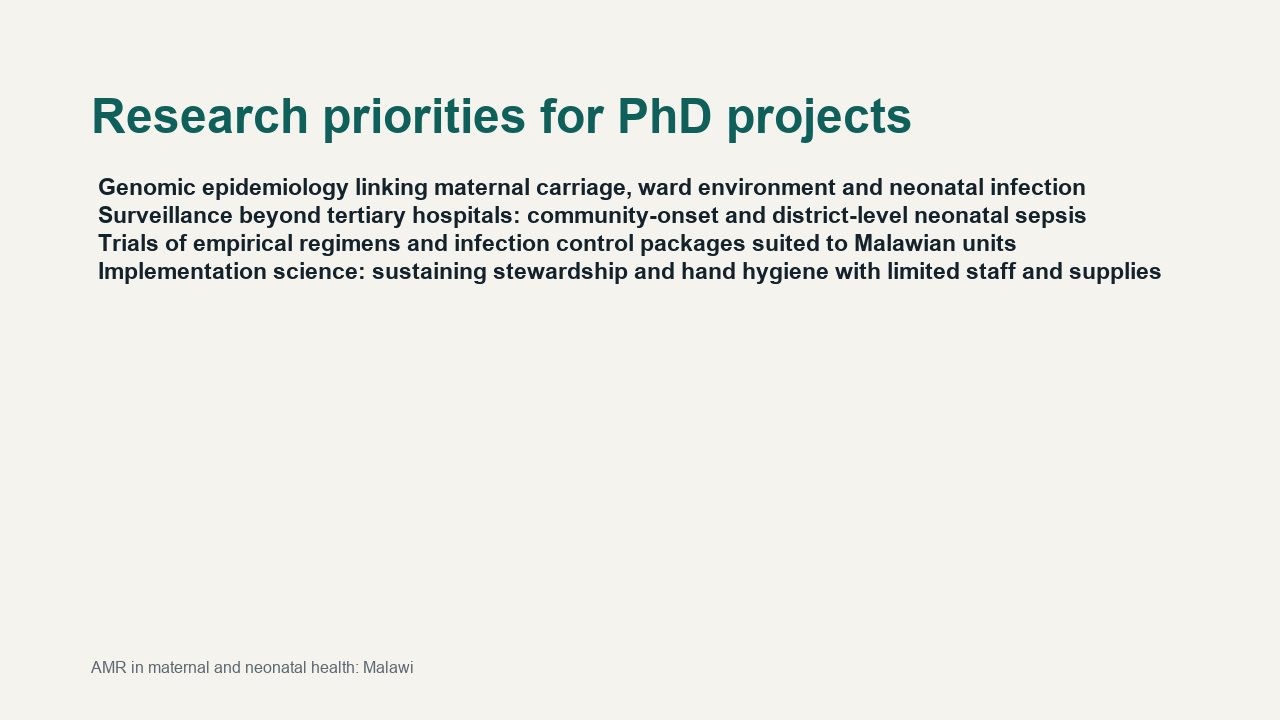 Research priorities for PhD projects
Genomic epidemiology linking maternal carriage, ward environment and neonatal infection
Surveillance beyond tertiary hospitals: community-onset and district-level neonatal sepsis
Trials of empirical regimens and infection control packages suited to Malawian units
Implementation science: sustaining stewardship and hand hygiene with limited staff and supplies
AMR in maternal and neonatal health: Malawi